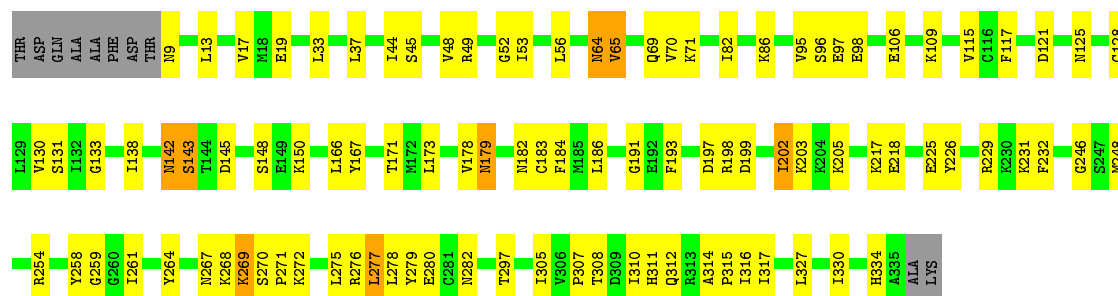 THR ASP GLN ALA ALA PHE ASP THR N9 L13 V17 M18 E19 L33 L37 I44 S45 V48 R49 G52 I53 L56 N64 V65 Q69 V70 K71 I82 K86 V95 S96 E97 E98 E106 K109 V115 C116 F117 D121 N125
L129 V130 S131 I132 G133 I138 N142 S143 T144 D145 S148 E149 K150 L166 Y167 T171 M172 L173 V178 N179 N182 C183 F184 M185 L186 G191 E192 F193 D197 R198 D199 I202 K203 K204 K205 K217 E218 E225 Y226 R229 K230 K231 F232 G246 S247
R254 Y258 G259 G260 I261 Y264 N267 K268 K269 S270 P271 K272 L275 R276 L277 L278 Y279 E280 C281 N282 T297 I305 V306 P307 T308 D309 I310 H311 Q312 R313 A314 P315 I316 I317 L327 I330 H334 A335 ALA LYS